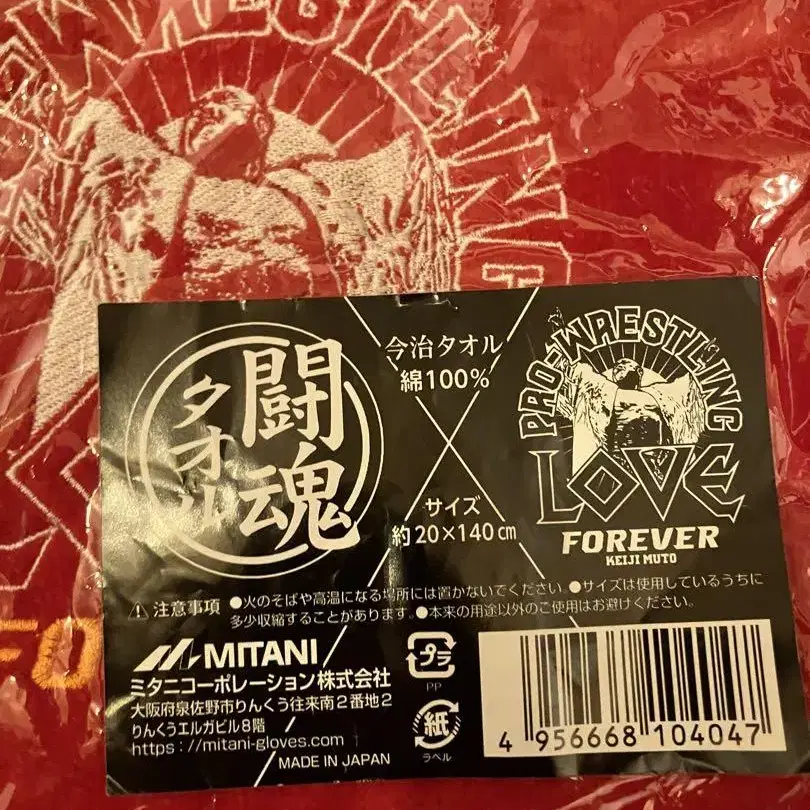 PRO-WRESTLING
FO
闘魂
タオル
今治タオル
綿100%
サイズ
約20×140㎝
PRO-WRESTLING
LOVE
FOREVER
KEIJI MUTO
注意事項 ●火のそばや高温になる場所には置かないでください。●サイズは使用しているうちに
多少収縮することがあります。●本来の用途以外のご使用はお避けください。
MITANI
ミタニコーポレーション株式会社
大阪府泉佐野市りんくう往来南2番地2
りんくうエルガビル8階
https://mitani-gloves.com
MADE IN JAPAN
プラ
PP
紙
ラベル
4 956668 104047